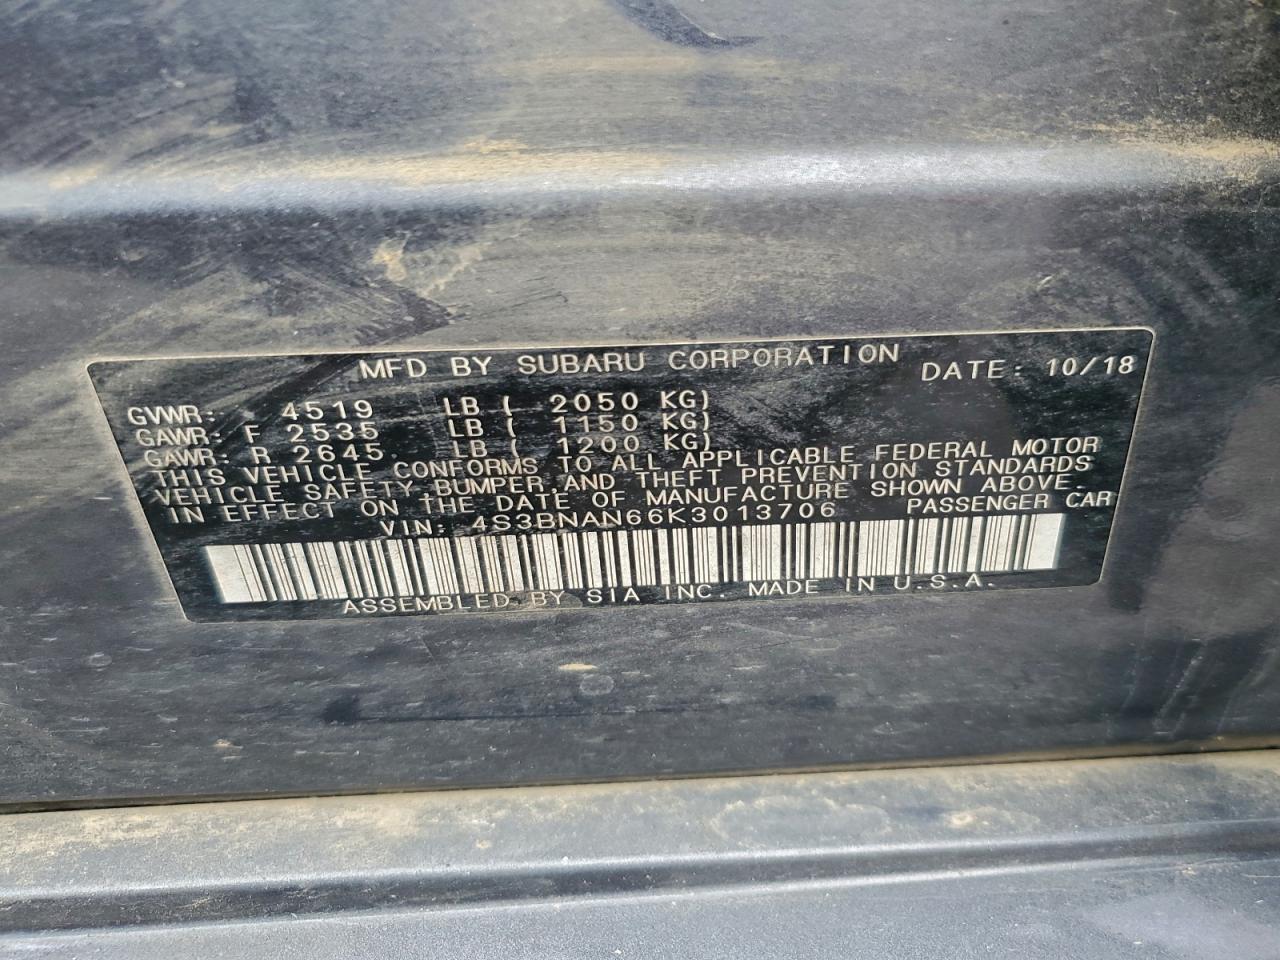 MFD BY SUBARU CORPORATION DATE: 10/18
GVWR: 4519 LB ( 2050 KG)
GAWR: F 2535 LB ( 1150 KG)
GAWR: R 2645 LB ( 1200 KG)
THIS VEHICLE CONFORMS TO ALL APPLICABLE FEDERAL MOTOR
VEHICLE SAFETY, BUMPER, AND THEFT PREVENTION STANDARDS
IN EFFECT ON THE DATE OF MANUFACTURE SHOWN ABOVE.
VIN: 4S3BNAN66K3013706 PASSENGER CAR
ASSEMBLED BY SIA INC. MADE IN U.S.A.